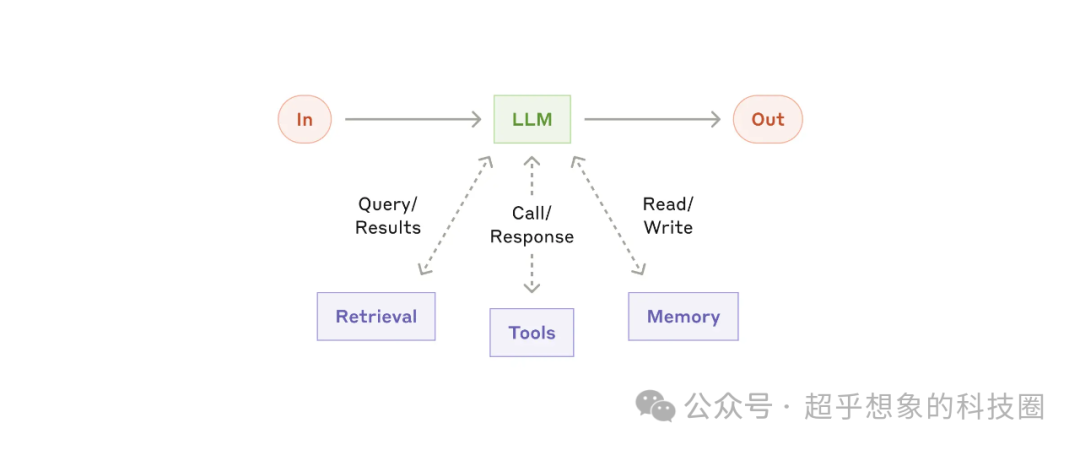 In
LLM
Out
Query/
Results
Call/
Response
Read/
Write
Retrieval
Tools
Memory
公众号 · 超乎想象的科技圈